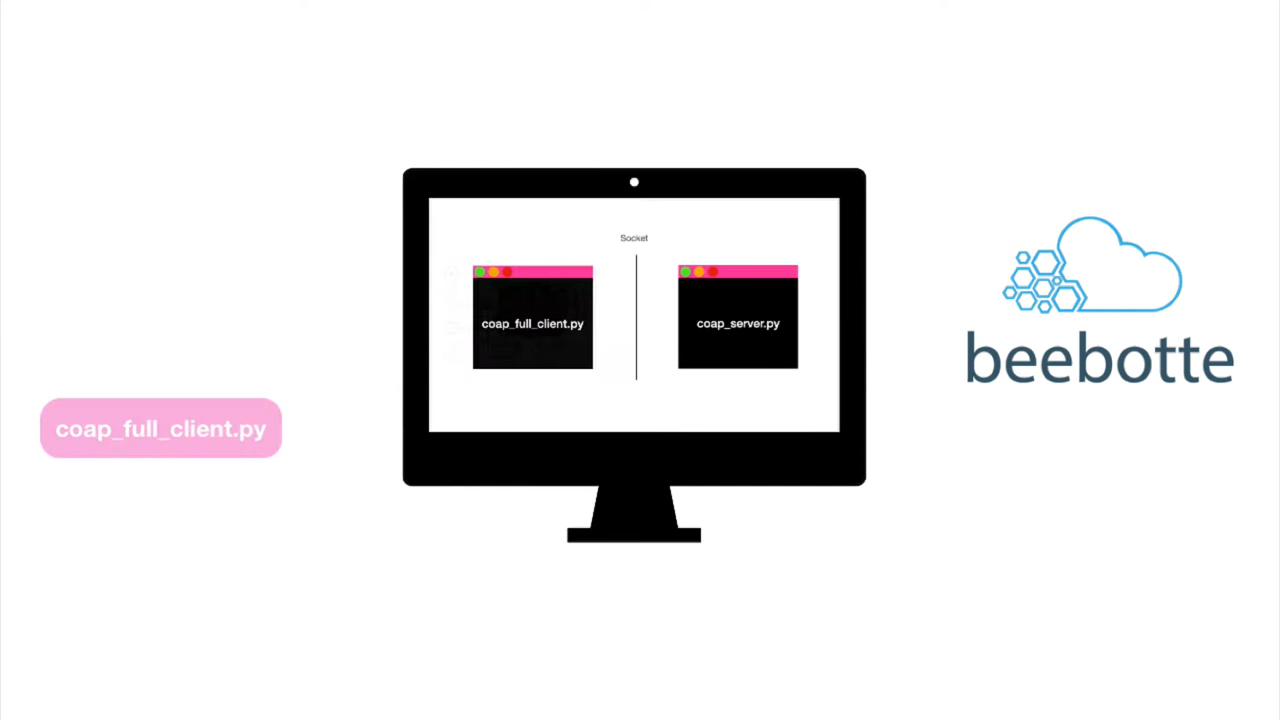 Socket
coap_full_client.py
coap_server.py
beebotte
coap_full_client.py